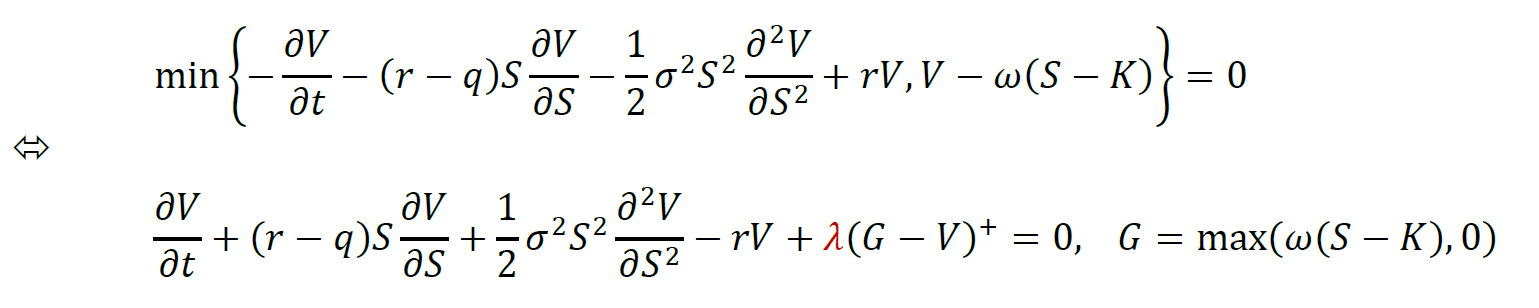 min{−∂V/∂t − (r − q)S ∂V/∂S − 1/2 σ²S² ∂²V/∂S² + rV, V − ω(S − K)} = 0
⇔
∂V/∂t + (r − q)S ∂V/∂S + 1/2 σ²S² ∂²V/∂S² − rV + λ(G − V)⁺ = 0, G = max(ω(S − K), 0)